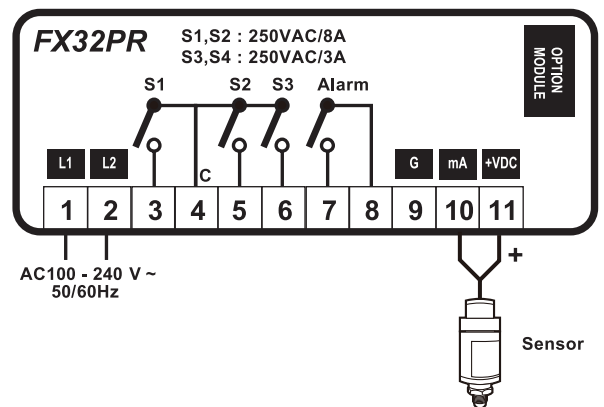 FX32PR
S1,S2 : 250VAC/8A
S3,S4 : 250VAC/3A
OPTION
MODULE
S1 S2 S3 Alarm
L1 L2 C G mA +VDC
1 2 3 4 5 6 7 8 9 10 11
AC100 - 240 V ~
50/60Hz
+
Sensor